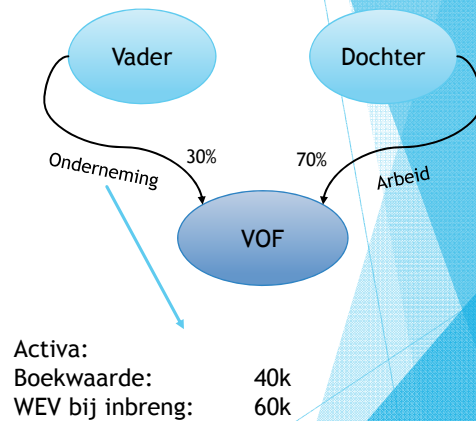 Vader
Dochter
30%
70%
Onderneming
Arbeid
VOF
Activa:
Boekwaarde: 40k
WEV bij inbreng: 60k